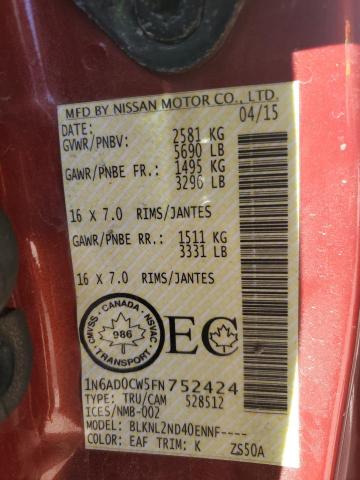 MFD BY NISSAN MOTOR CO., LTD.
DATE: 04/15
GVWR/PNBV: 2581 KG
5690 LB
GAWR/PNBE FR.: 1495 KG
3296 LB
16 X 7.0 RIMS/JANTES
GAWR/PNBE RR.: 1511 KG
3331 LB
16 X 7.0 RIMS/JANTES
CANADA
CMVSS NSVAC
986
TRANSPORT
EC
1N6AD0CW5FN752424
TYPE: TRU/CAM 528512
ICES/NMB-002
MODEL: BLKNL2ND40ENNF----
COLOR: EAF TRIM: K ZS50A